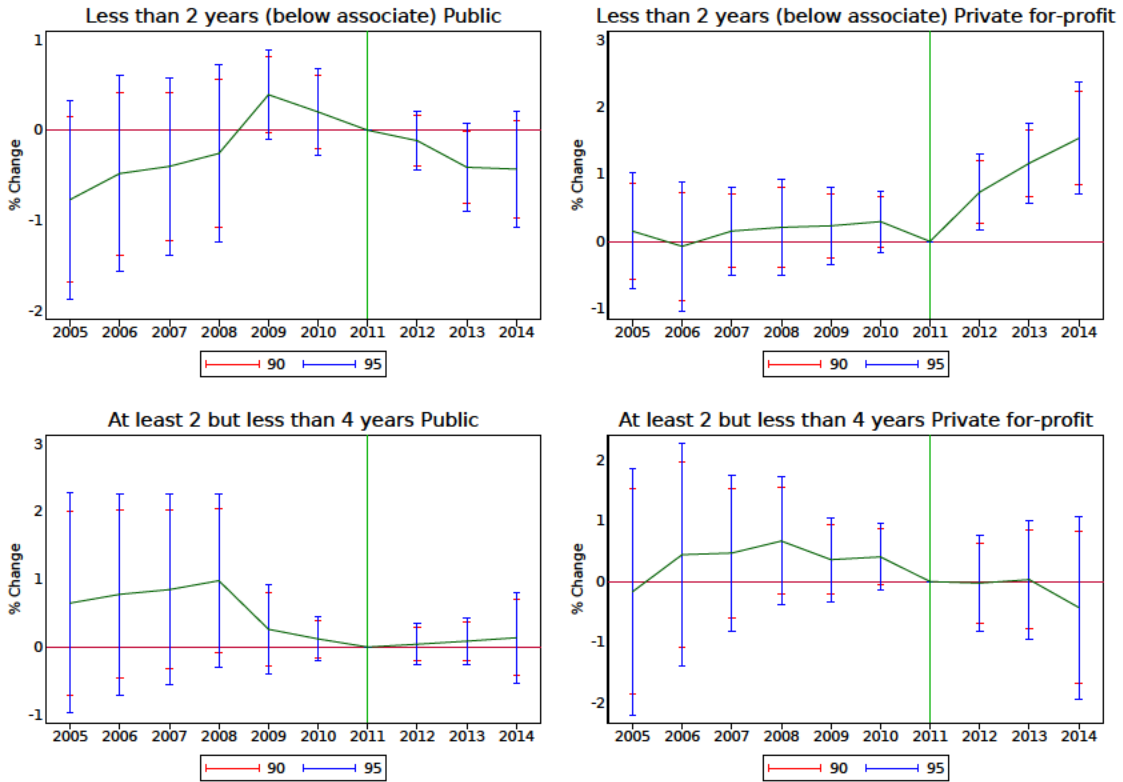 Less than 2 years (below associate) Public
% Change
1
0
-1
-2
2005 2006 2007 2008 2009 2010 2011 2012 2013 2014
90 95
Less than 2 years (below associate) Private for-profit
% Change
3
2
1
0
-1
2005 2006 2007 2008 2009 2010 2011 2012 2013 2014
90 95
At least 2 but less than 4 years Public
% Change
3
2
1
0
-1
2005 2006 2007 2008 2009 2010 2011 2012 2013 2014
90 95
At least 2 but less than 4 years Private for-profit
% Change
2
1
0
-1
-2
2005 2006 2007 2008 2009 2010 2011 2012 2013 2014
90 95